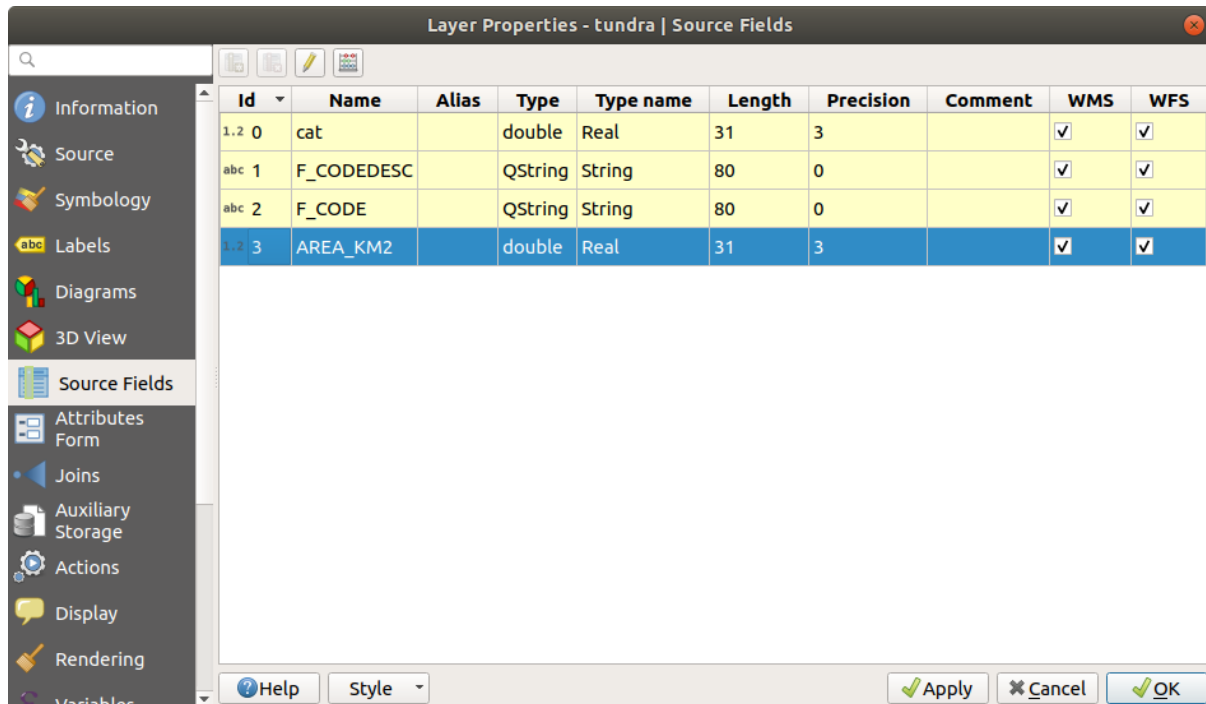 Layer Properties - tundra | Source Fields
Information
Source
Symbology
abc Labels
Diagrams
3D View
Source Fields
Attributes
Form
Joins
Auxiliary
Storage
Actions
Display
Rendering
Variables
Id Name Alias Type Type name Length Precision Comment WMS WFS
1.2 0 cat double Real 31 3
abc 1 F_CODEDESC QString String 80 0
abc 2 F_CODE QString String 80 0
1.2 3 AREA_KM2 double Real 31 3
Help Style Apply Cancel OK